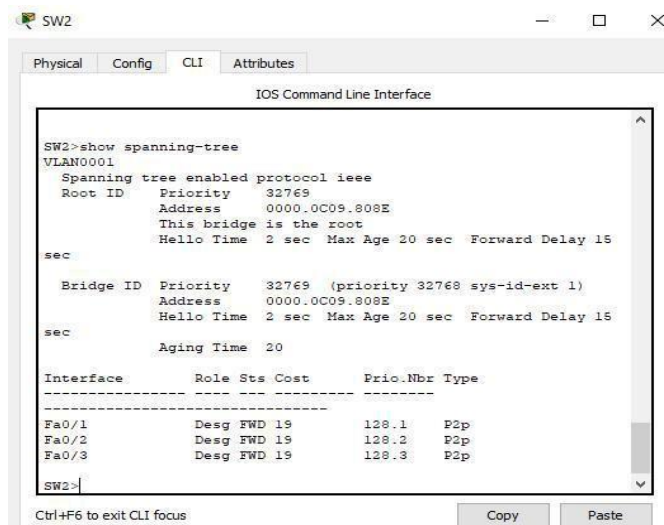 SW2
Physical Config CLI Attributes
IOS Command Line Interface
SW2>show spanning-tree
VLAN0001
Spanning tree enabled protocol ieee
Root ID Priority 32769
Address 0000.0C09.808E
This bridge is the root
Hello Time 2 sec Max Age 20 sec Forward Delay 15
sec
Bridge ID Priority 32769 (priority 32768 sys-id-ext 1)
Address 0000.0C09.808E
Hello Time 2 sec Max Age 20 sec Forward Delay 15
sec
Aging Time 20
Interface Role Sts Cost Prio.Nbr Type
---------------- ---- --- --------- --------
--------------------------------
Fa0/1 Desg FWD 19 128.1 P2p
Fa0/2 Desg FWD 19 128.2 P2p
Fa0/3 Desg FWD 19 128.3 P2p
SW2>
Ctrl+F6 to exit CLI focus Copy Paste